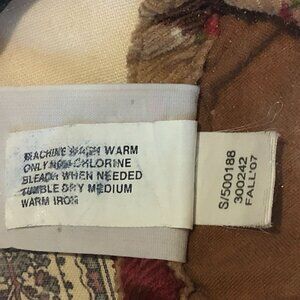 MACHINE WASH WARM
ONLY NON-CHLORINE
BLEACH WHEN NEEDED
TUMBLE DRY MEDIUM
WARM IRON
S/500188
300242
FALL'07